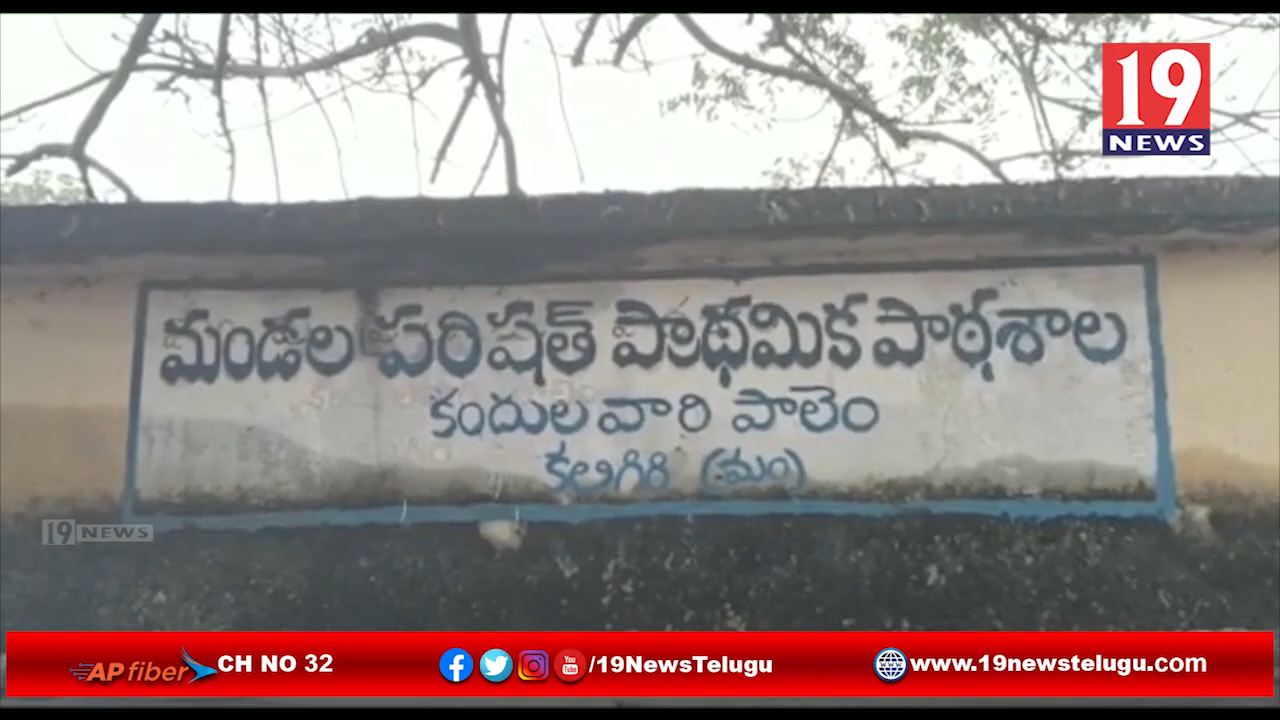 19
NEWS
మండల పరిషత్ ప్రాథమిక పాఠశాల
కందులవారి పాలెం
కలిగిరి (మం)
19 NEWS
AP fiber CH NO 32
/19NewsTelugu
www.19newstelugu.com